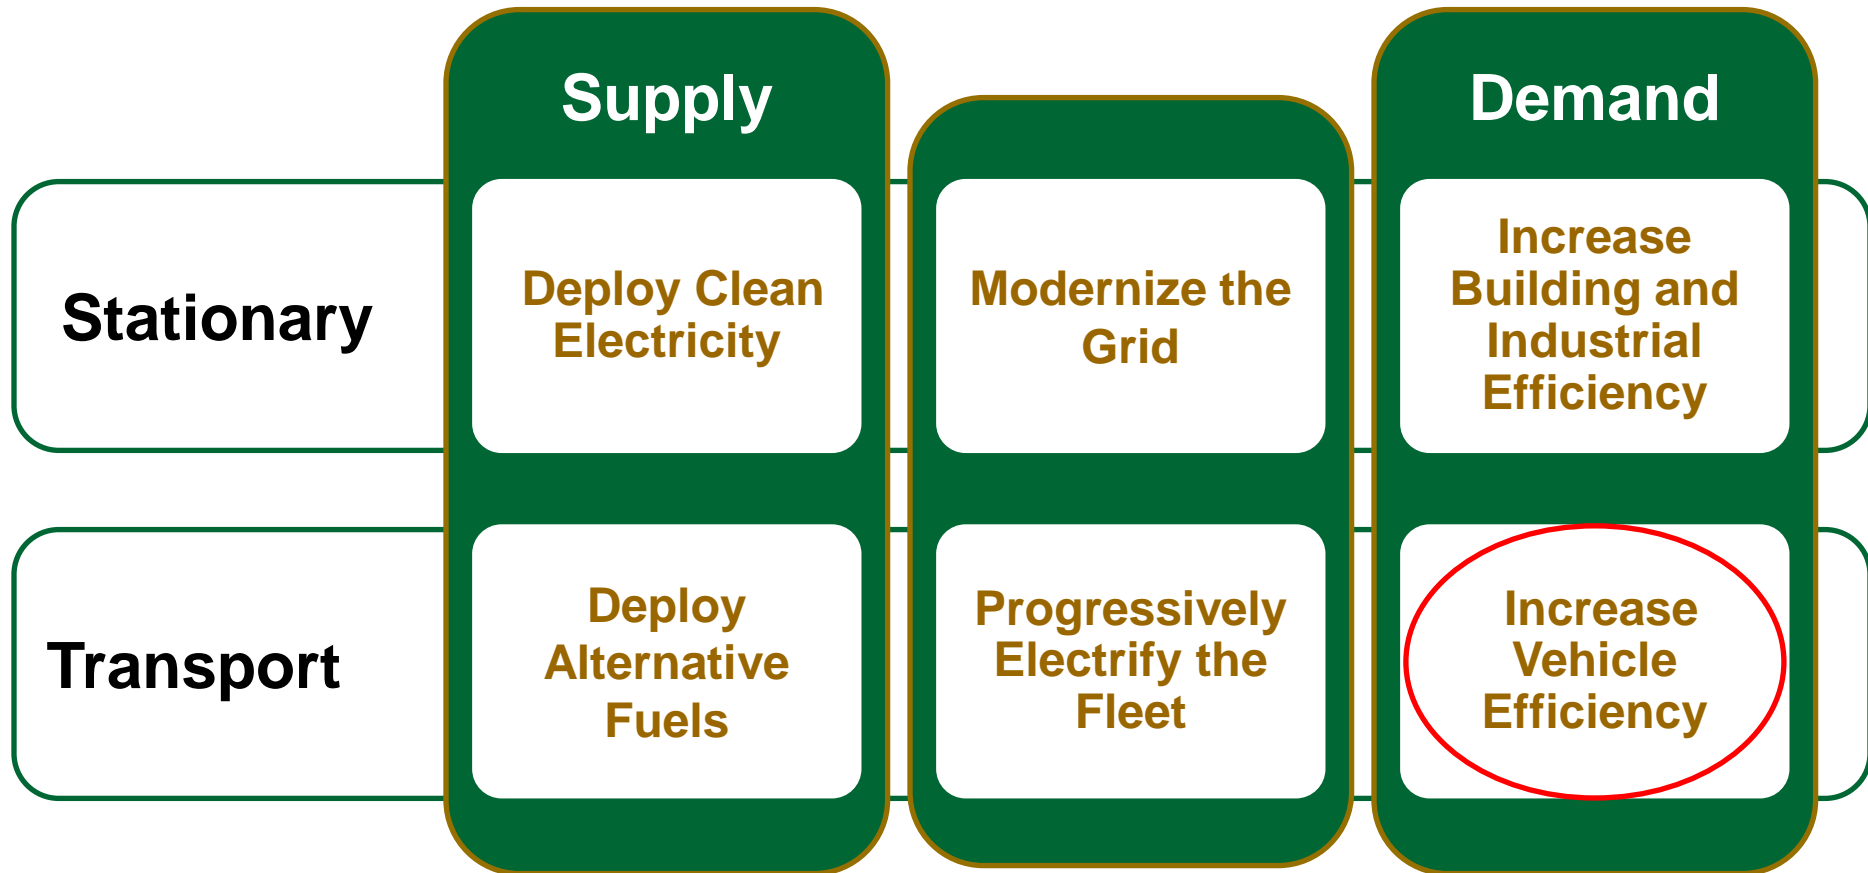 Supply
Demand
Stationary
Deploy Clean
Electricity
Modernize the
Grid
Increase
Building and
Industrial
Efficiency
Transport
Deploy
Alternative
Fuels
Progressively
Electrify the
Fleet
Increase
Vehicle
Efficiency